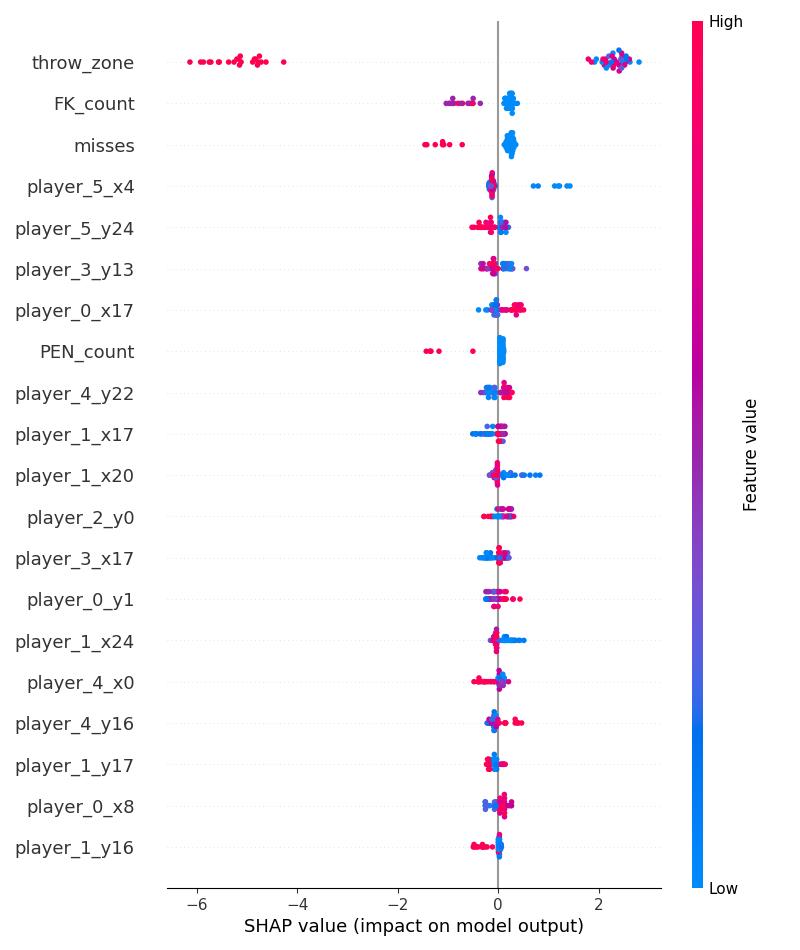 High
throw_zone
FK_count
misses
player_5_x4
player_5_y24
player_3_y13
player_0_x17
PEN_count
player_4_y22
player_1_x17
player_1_x20
player_2_y0
player_3_x17
player_0_y1
player_1_x24
player_4_x0
player_4_y16
player_1_y17
player_0_x8
player_1_y16
Feature value
Low
−6 −4 −2 0 2
SHAP value (impact on model output)